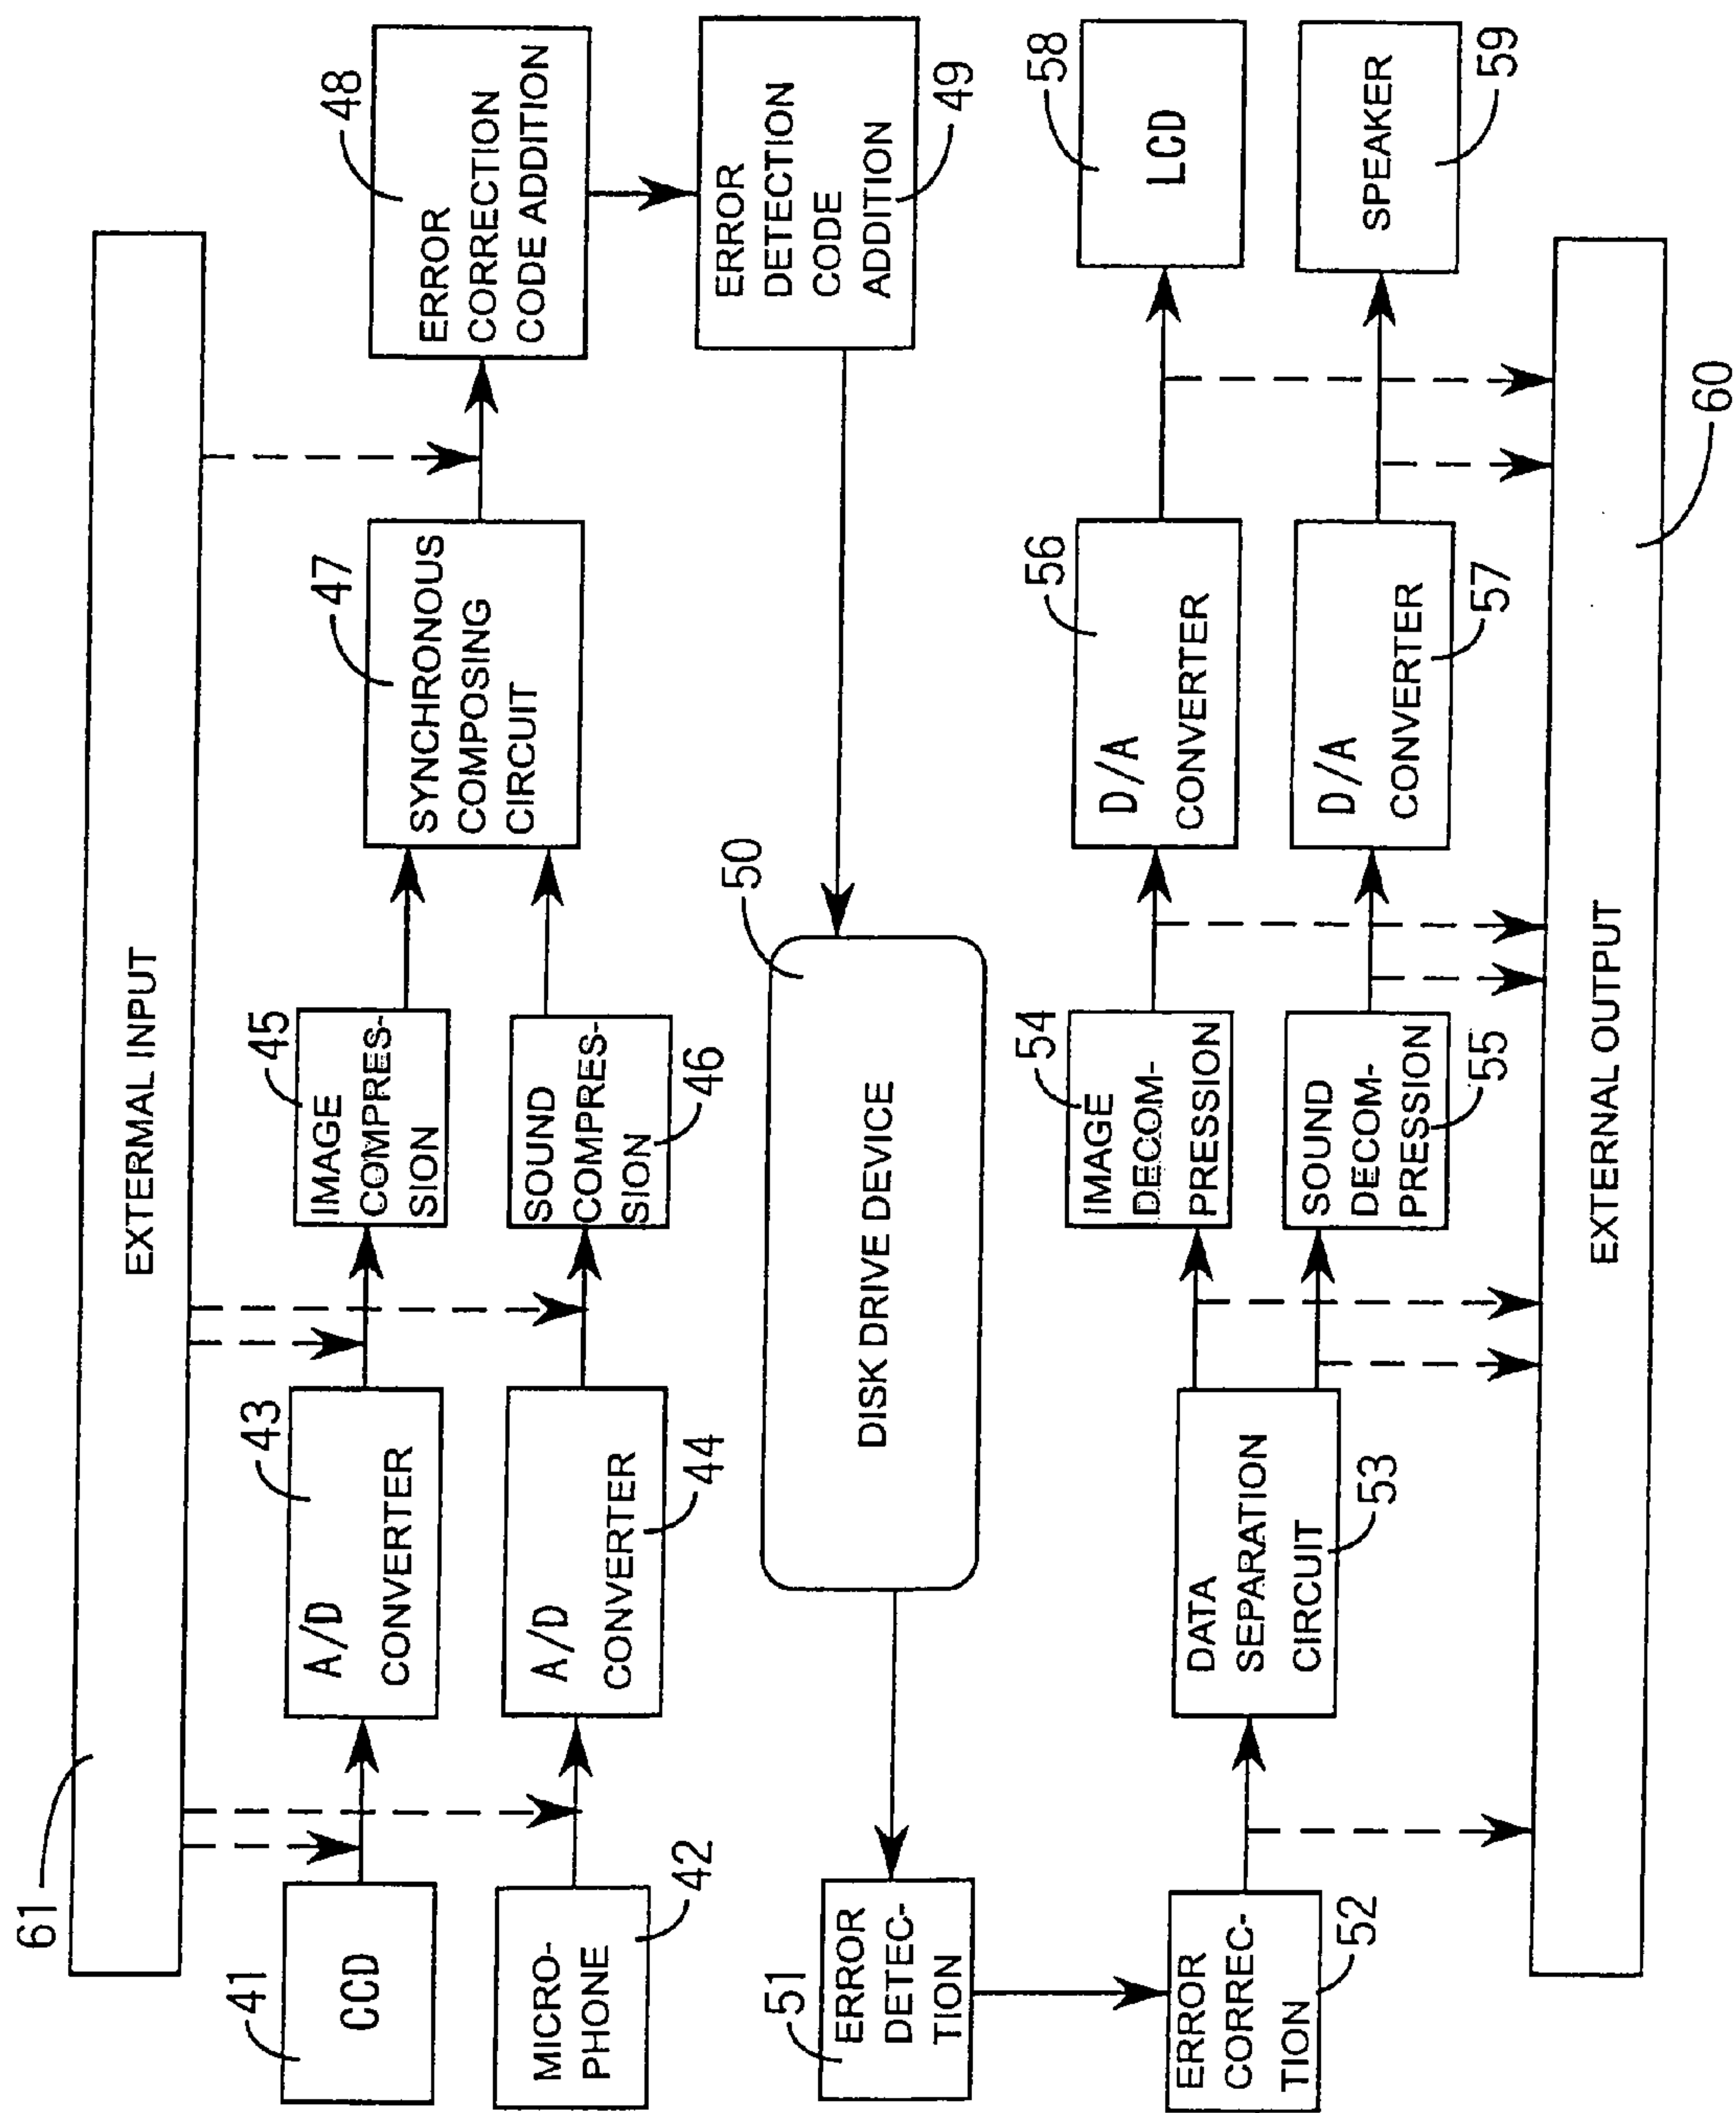 61
EXTERMAL INPUT
41
CCD
43
A/D
CONVERTER
45
IMAGE
COMPRES-
SION
47
SYNCHRONOUS
COMPOSING
CIRCUIT
48
ERROR
CORRECTION
CODE ADDITION
MICRO-
PHONE
42
A/D
CONVERTER
44
SOUND
COMPRES-
SION
46
ERROR
DETECTION
CODE
ADDITION
49
50
DISK DRIVE DEVICE
51
ERROR
DETEC-
TION
ERROR
CORREC-
TION
52
DATA
SEPARATION
CIRCUIT
53
54
IMAGE
DECOM-
PRESSION
56
D/A
CONVERTER
58
LCD
SOUND
DECOM-
PRESSION
55
D/A
CONVERTER
57
SPEAKER
59
EXTERNAL OUTPUT
60